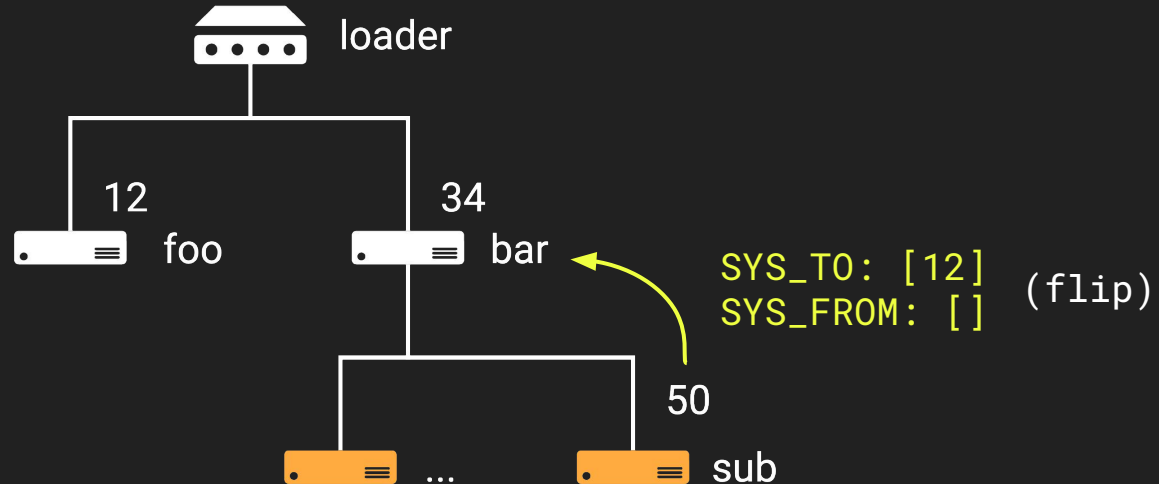 loader
12
34
foo
bar
SYS_TO: [12]
SYS_FROM: []
(flip)
50
...
sub